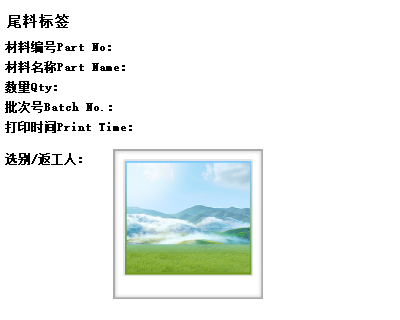 尾料标签
材料编号Part No:
材料名称Part Name:
数量Qty:
批次号Batch No.:
打印时间Print Time:
选别/返工人: